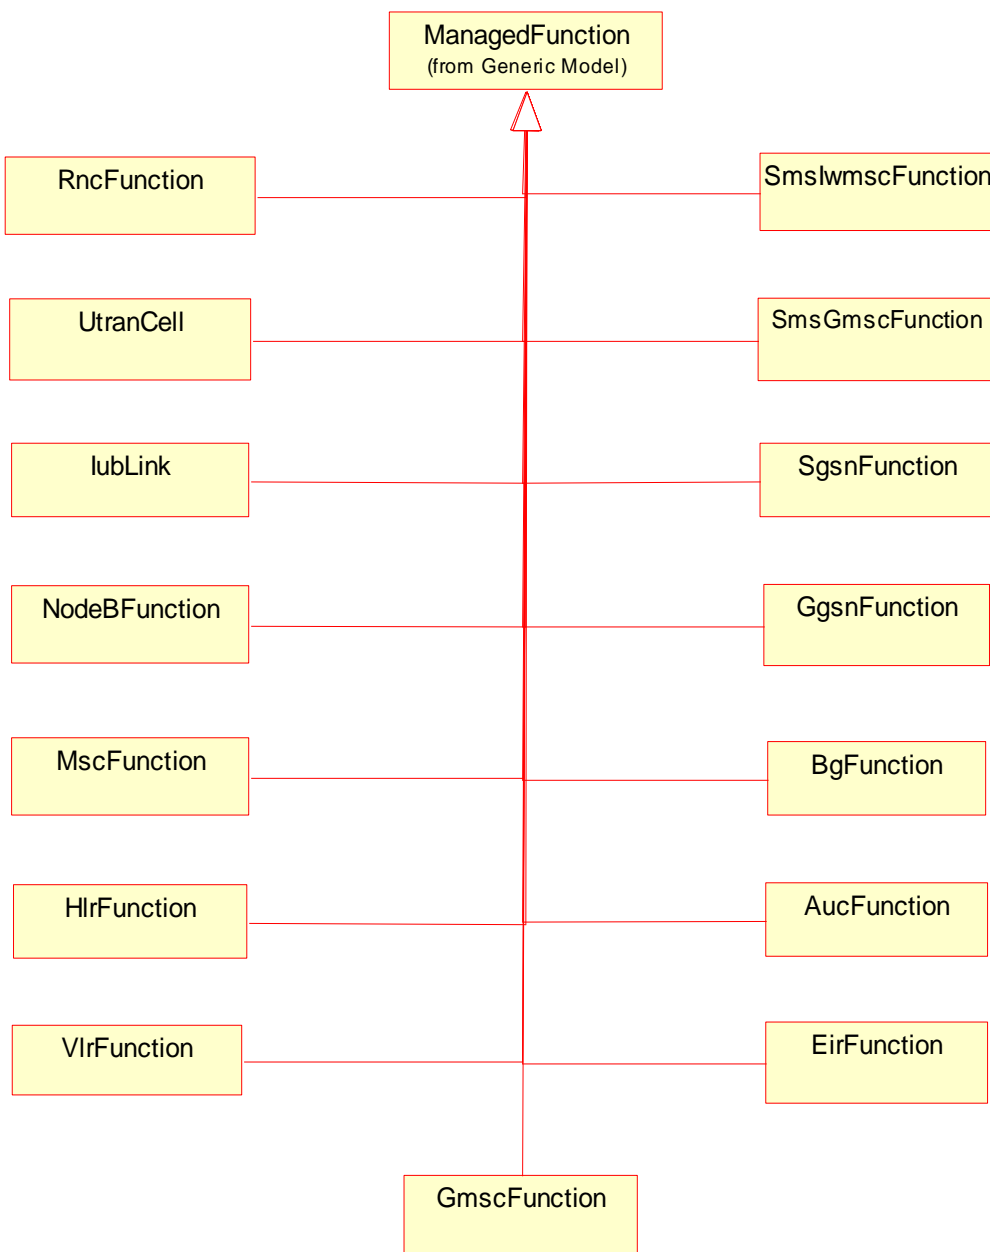 ManagedFunction
(from Generic Model)
RncFunction
SmsIwmscFunction
UtranCell
SmsGmscFunction
IubLink
SgsnFunction
NodeBFunction
GgsnFunction
MscFunction
BgFunction
HlrFunction
AucFunction
VlrFunction
EirFunction
GmscFunction